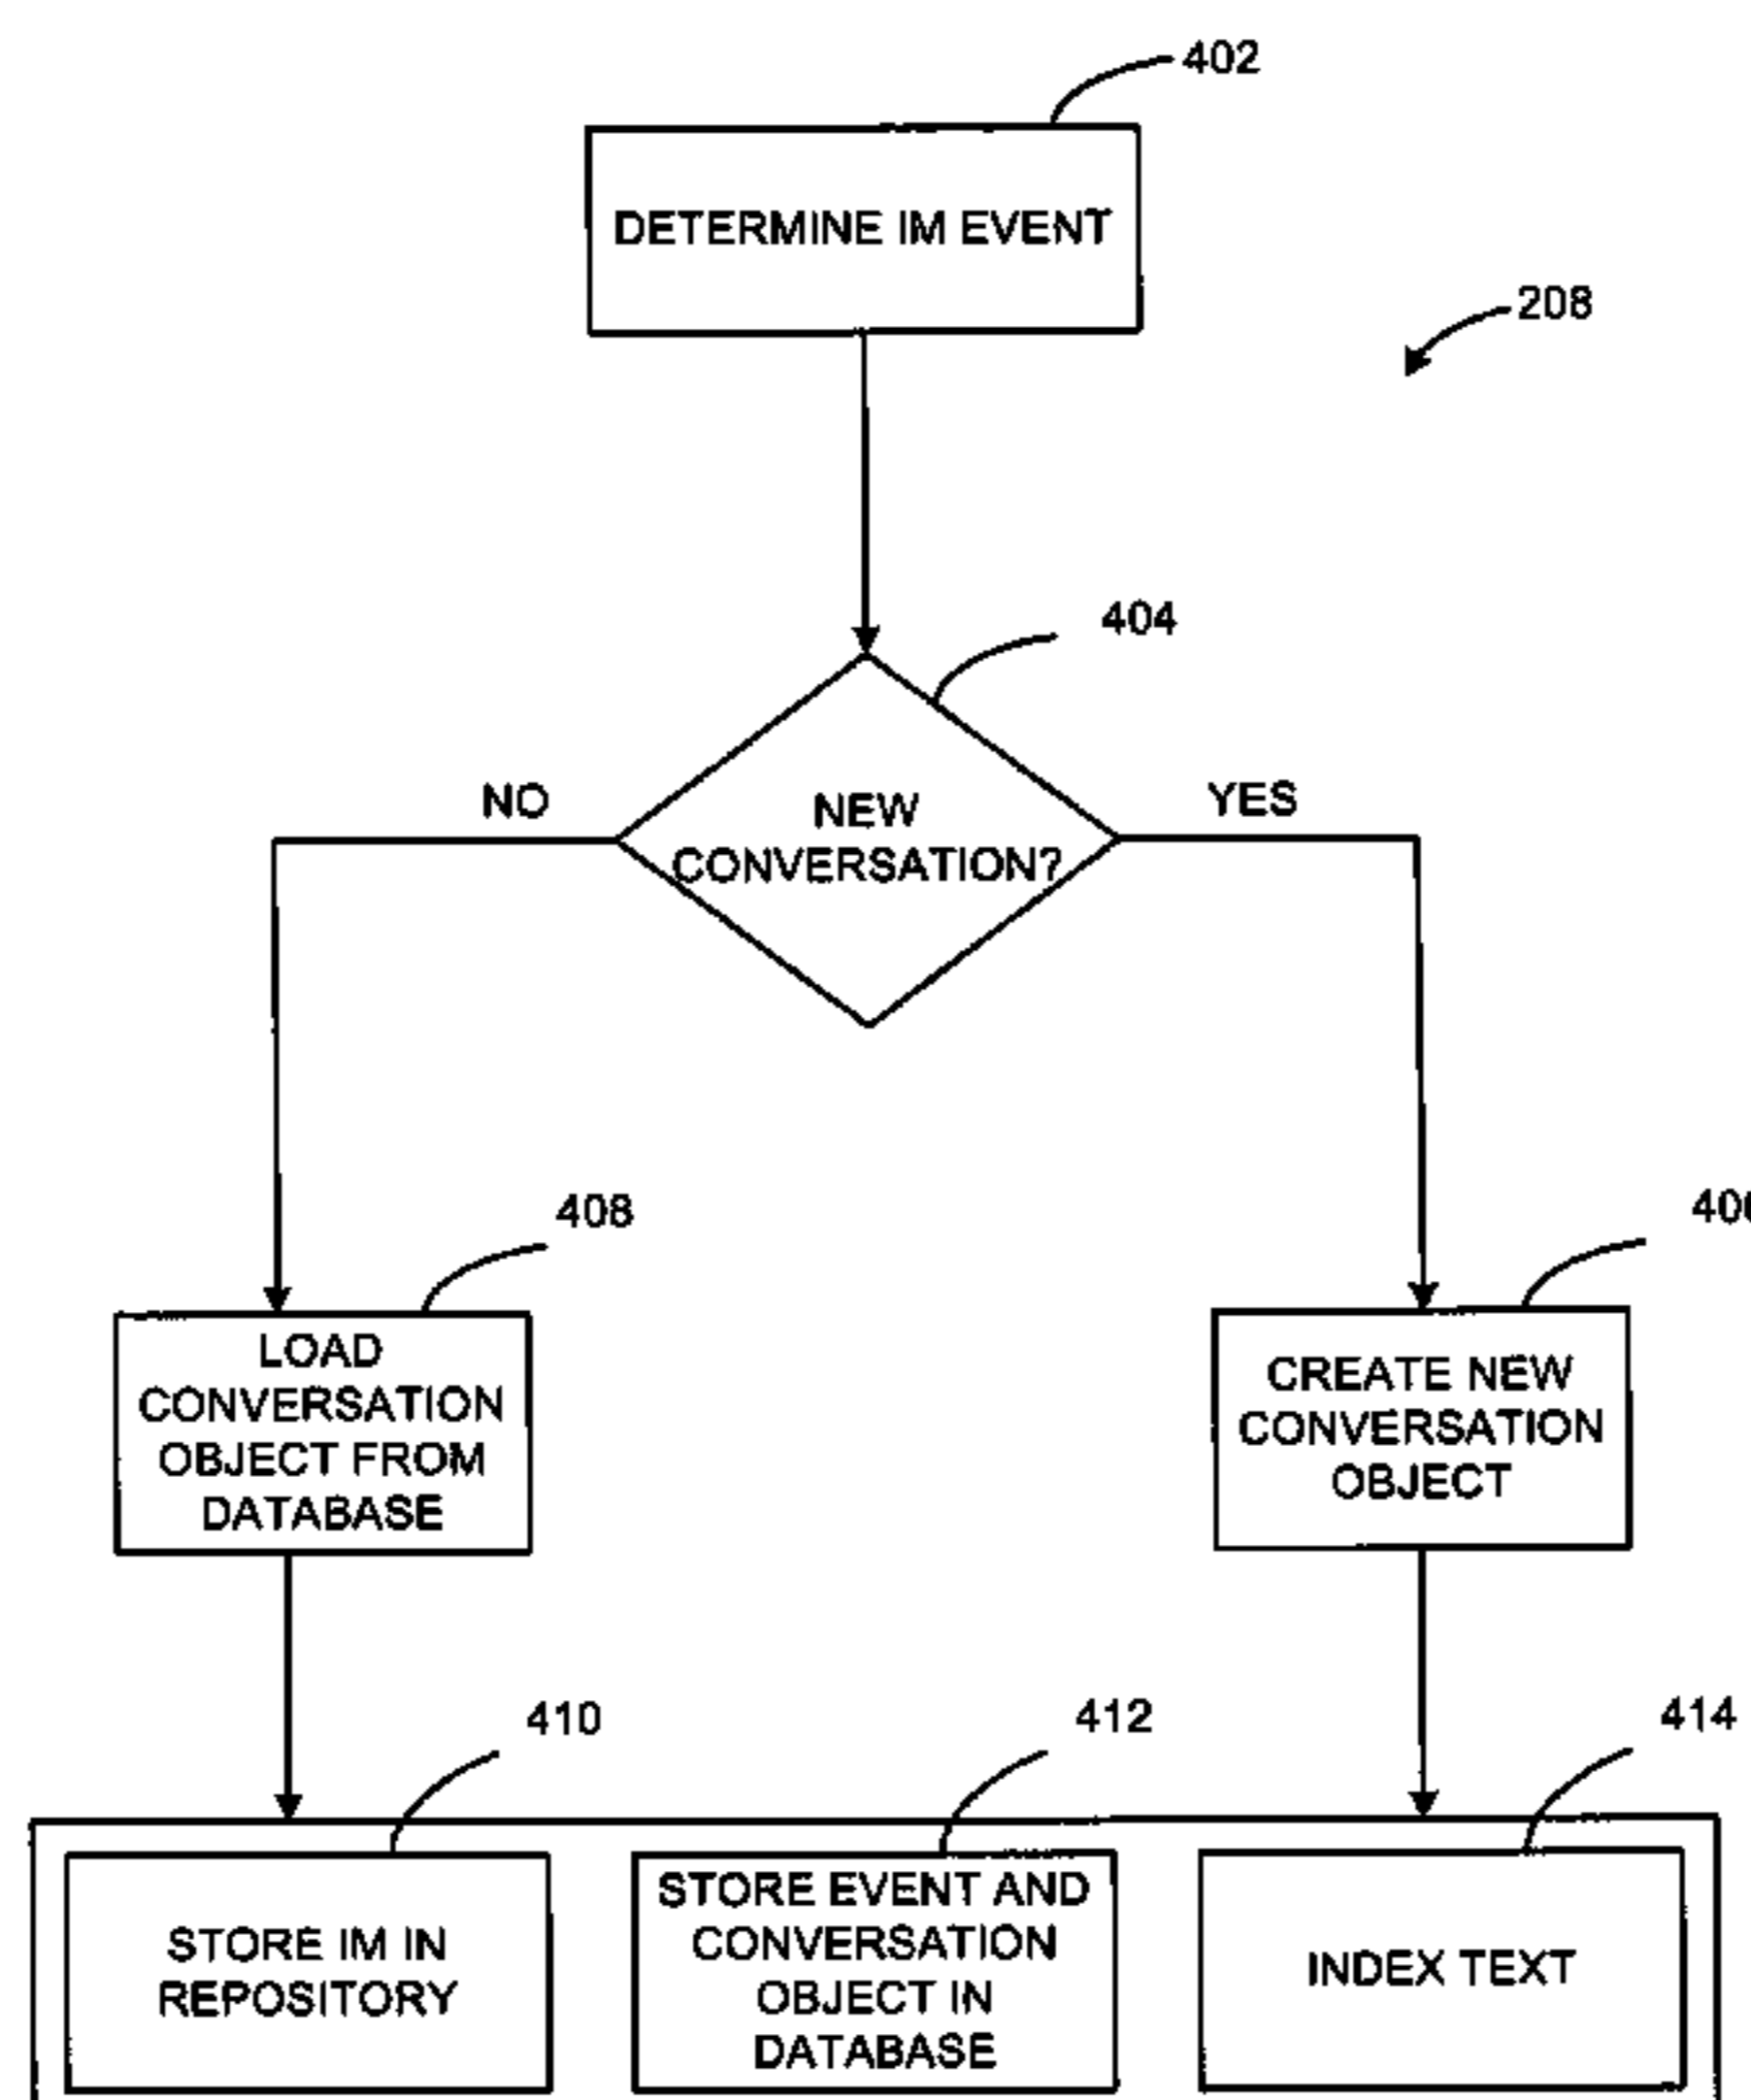 402
DETERMINE IM EVENT
208
404
NO
NEW
CONVERSATION?
YES
408
LOAD
CONVERSATION
OBJECT FROM
DATABASE
CREATE NEW
CONVERSATION
OBJECT
410
412
414
STORE IM IN
REPOSITORY
STORE EVENT AND
CONVERSATION
OBJECT IN
DATABASE
INDEX TEXT